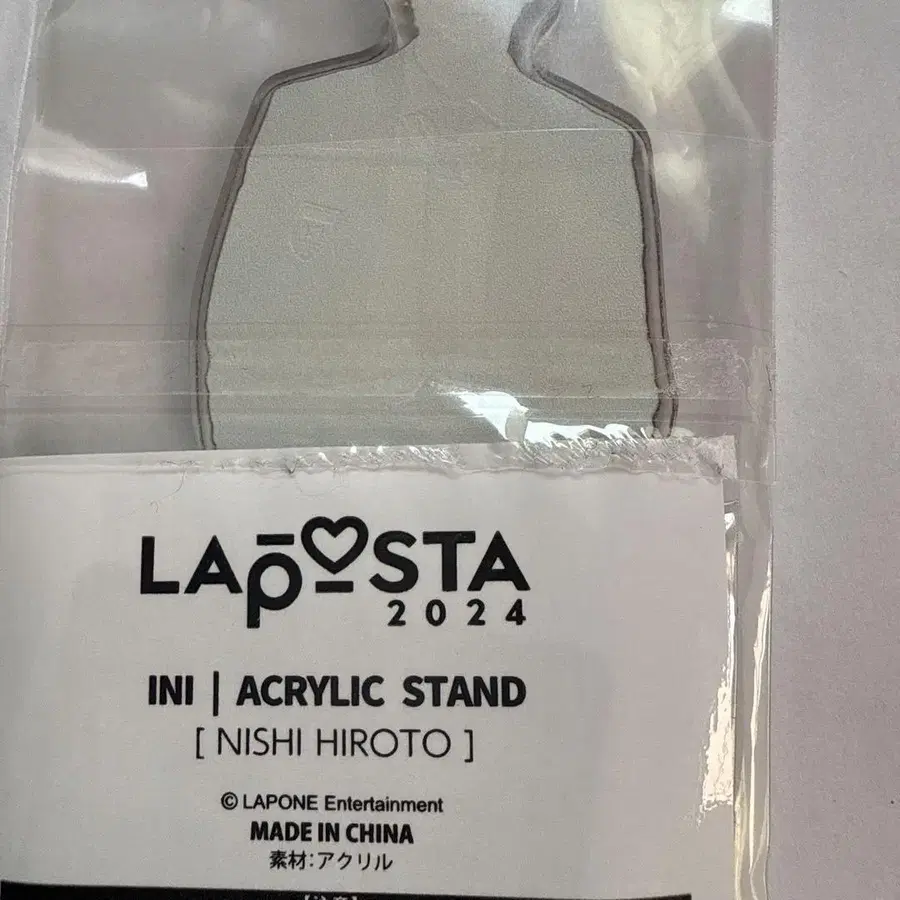 LAPOSTA
2024
INI | ACRYLIC STAND
[ NISHI HIROTO ]
© LAPONE Entertainment
MADE IN CHINA
素材:アクリル